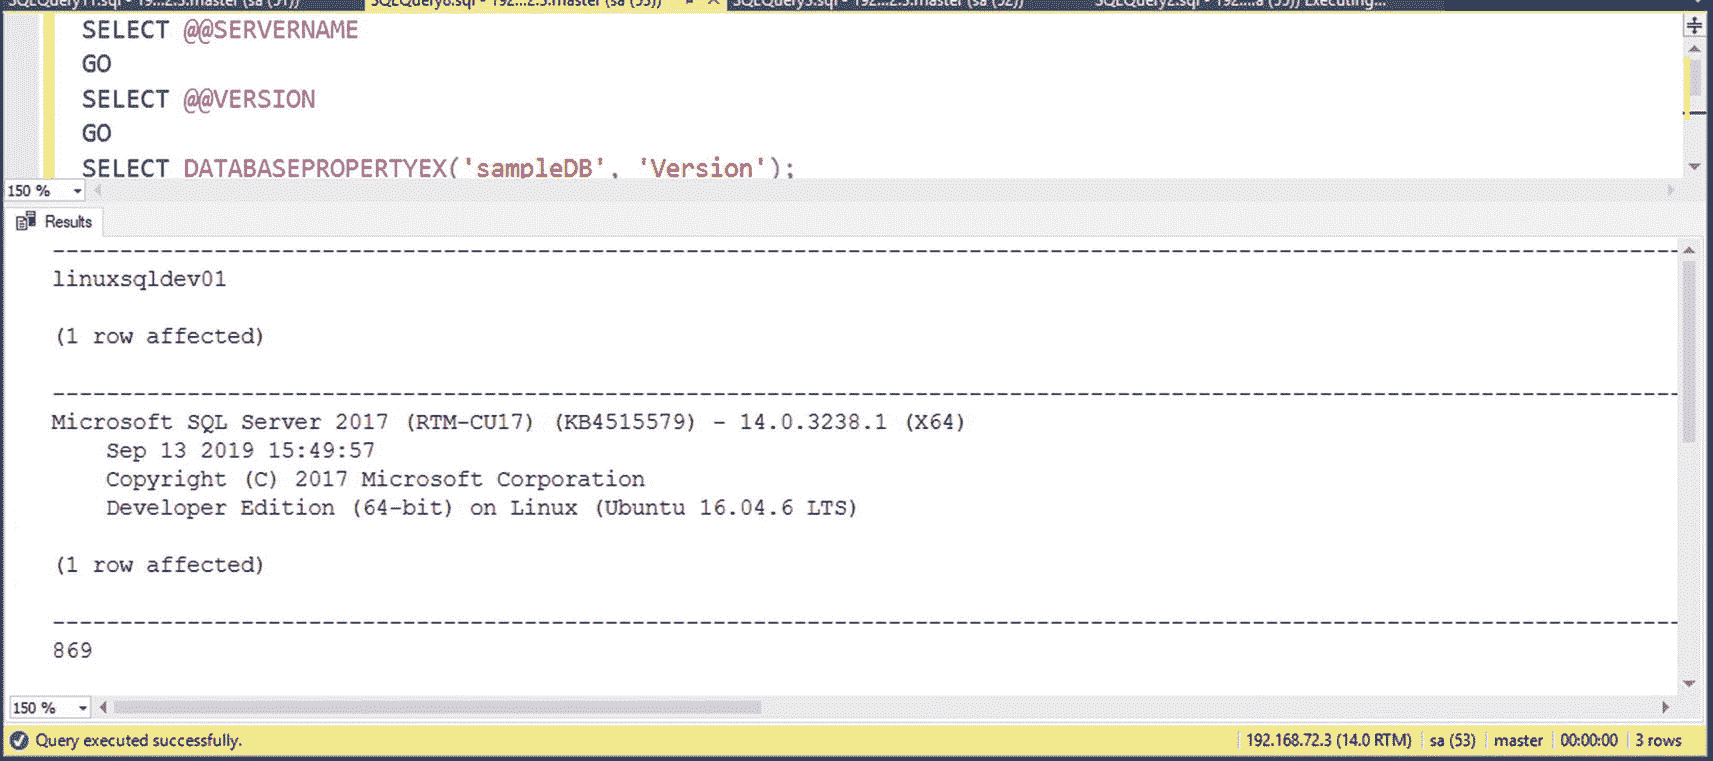 SQLQuery11.sql - 19...2.3.master (sa (51))
SQLQuery6.sql - 192...2.3.master (sa (53))
SQLQuery3.sql - 192...2.3.master (sa (52))
SQLQuery2.sql - 192....a (55)) Executing...
SELECT @@SERVERNAME
GO
SELECT @@VERSION
GO
SELECT DATABASEPROPERTYEX('sampleDB', 'Version');
150 %
Results
linuxsqldev01
(1 row affected)
Microsoft SQL Server 2017 (RTM-CU17) (KB4515579) - 14.0.3238.1 (X64)
Sep 13 2019 15:49:57
Copyright (C) 2017 Microsoft Corporation
Developer Edition (64-bit) on Linux (Ubuntu 16.04.6 LTS)
(1 row affected)
869
150 %
Query executed successfully.
192.168.72.3 (14.0 RTM)
sa (53)
master
00:00:00
3 rows